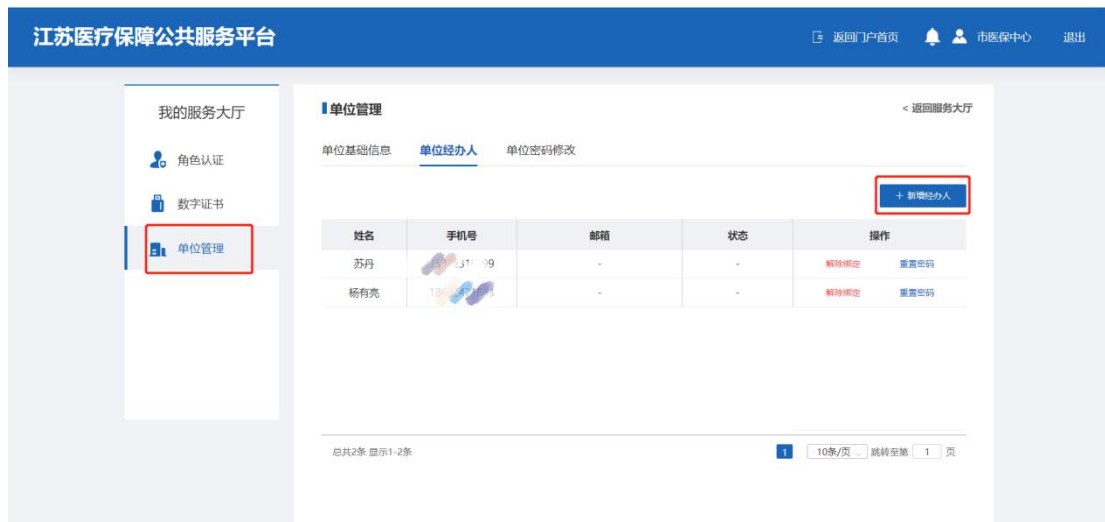 江苏医疗保障公共服务平台 返回门户首页 市医保中心 退出
我的服务大厅
角色认证
数字证书
单位管理
单位管理 < 返回服务大厅
单位基础信息 单位经办人 单位密码修改
+ 新增经办人
姓名 手机号 邮箱 状态 操作
苏丹 - - 解除绑定 重置密码
杨有亮 - - 解除绑定 重置密码
总共2条 显示1-2条 1 10条/页 跳转至第 1 页